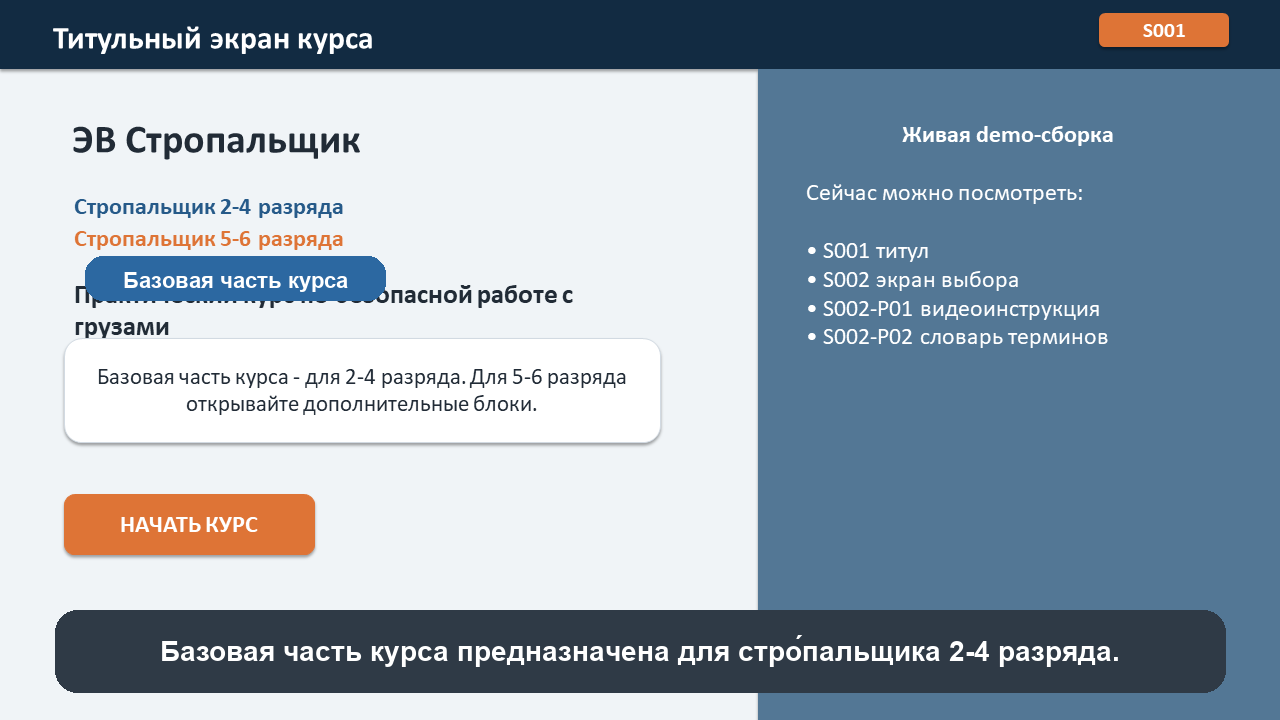 Титульный экран курса
S001
ЭВ Стропальщик
Стропальщик 2-4 разряда
Стропальщик 5-6 разряда
Базовая часть курса
опасной работе с
грузами
Базовая часть курса - для 2-4 разряда. Для 5-6 разряда
открывайте дополнительные блоки.
НАЧАТЬ КУРС
Живая demo-сборка
Сейчас можно посмотреть:
• S001 титул
• S002 экран выбора
• S002-P01 видеоинструкция
• S002-P02 словарь терминов
Базовая часть курса предназначена для стро́пальщика 2-4 разряда.